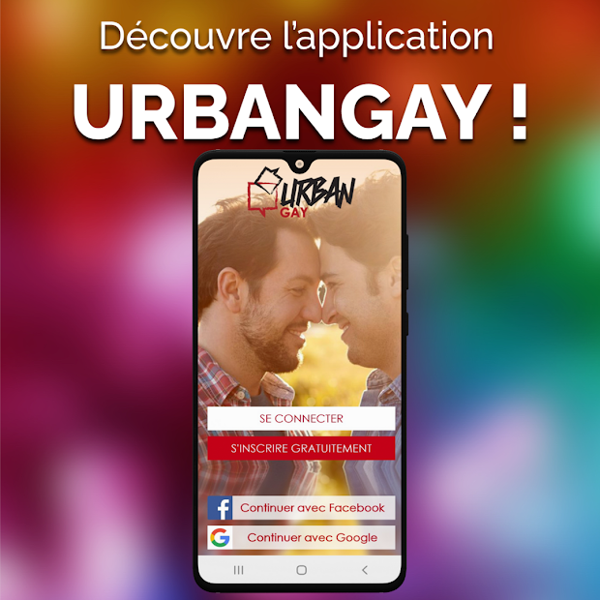 Découvre l'application
URBANGAY !
URBAN
GAY
SE CONNECTER
S'INSCRIRE GRATUITEMENT
f Continuer avec Facebook
G Continuer avec Google